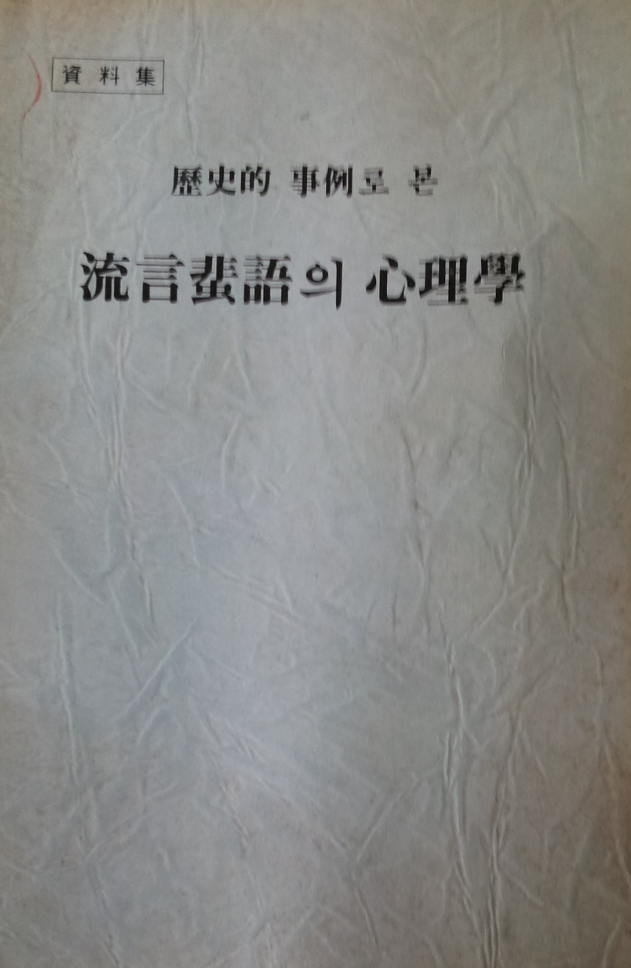 資料集
歷史的 事例로 본
流言蜚語의 心理學